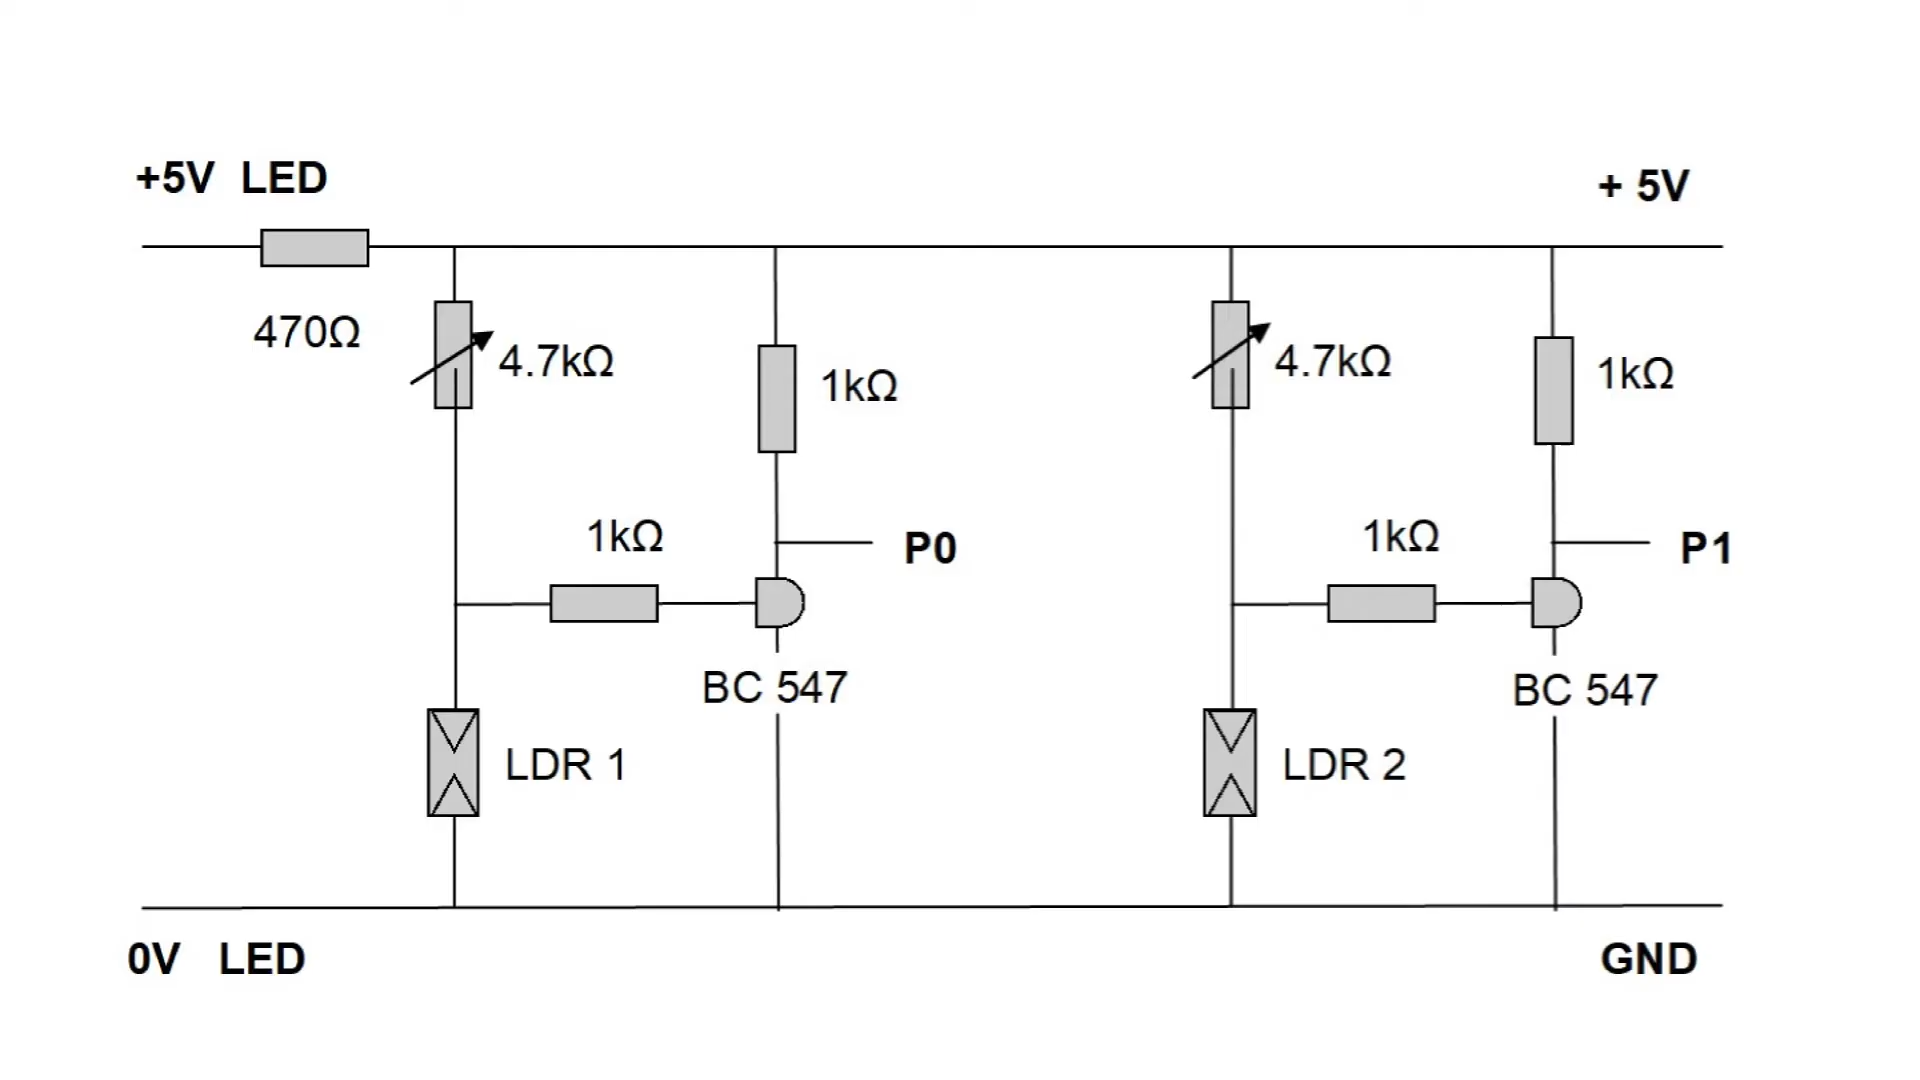 +5V LED
+ 5V
470Ω
4.7kΩ
1kΩ
4.7kΩ
1kΩ
1kΩ
P0
1kΩ
P1
BC 547
BC 547
LDR 1
LDR 2
0V LED
GND